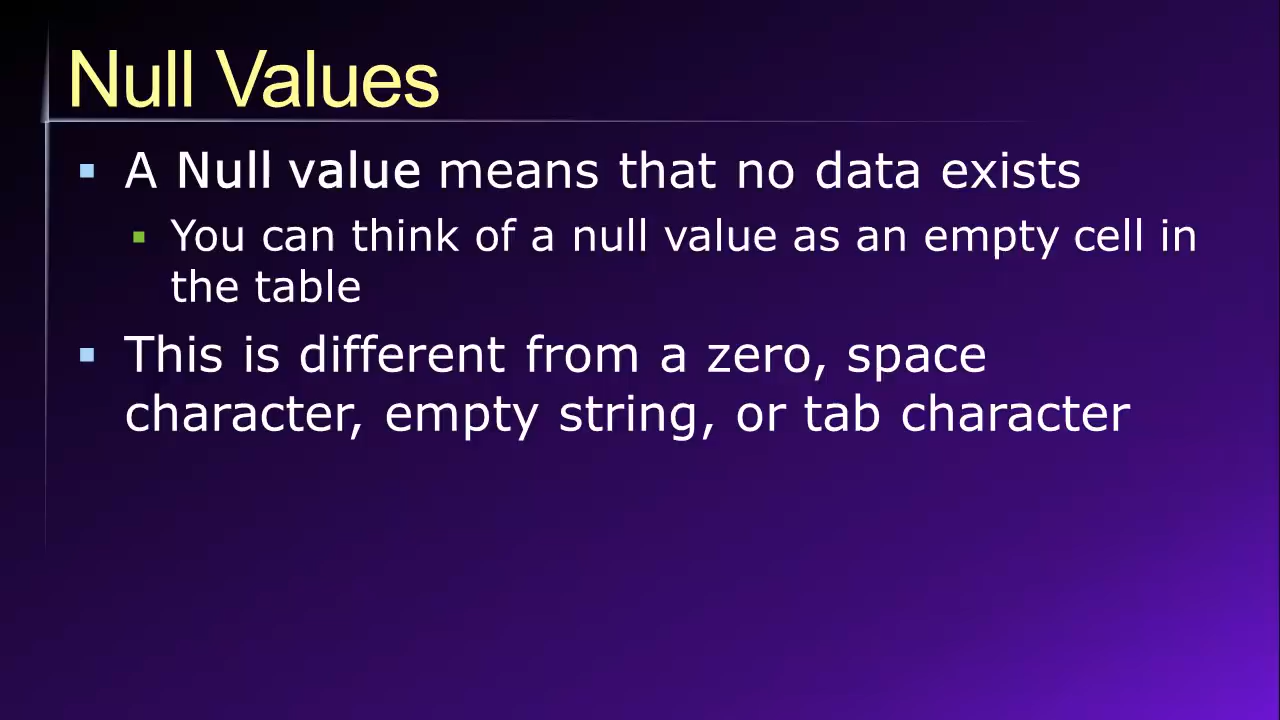 Null Values
A Null value means that no data exists
You can think of a null value as an empty cell in
the table
This is different from a zero, space
character, empty string, or tab character